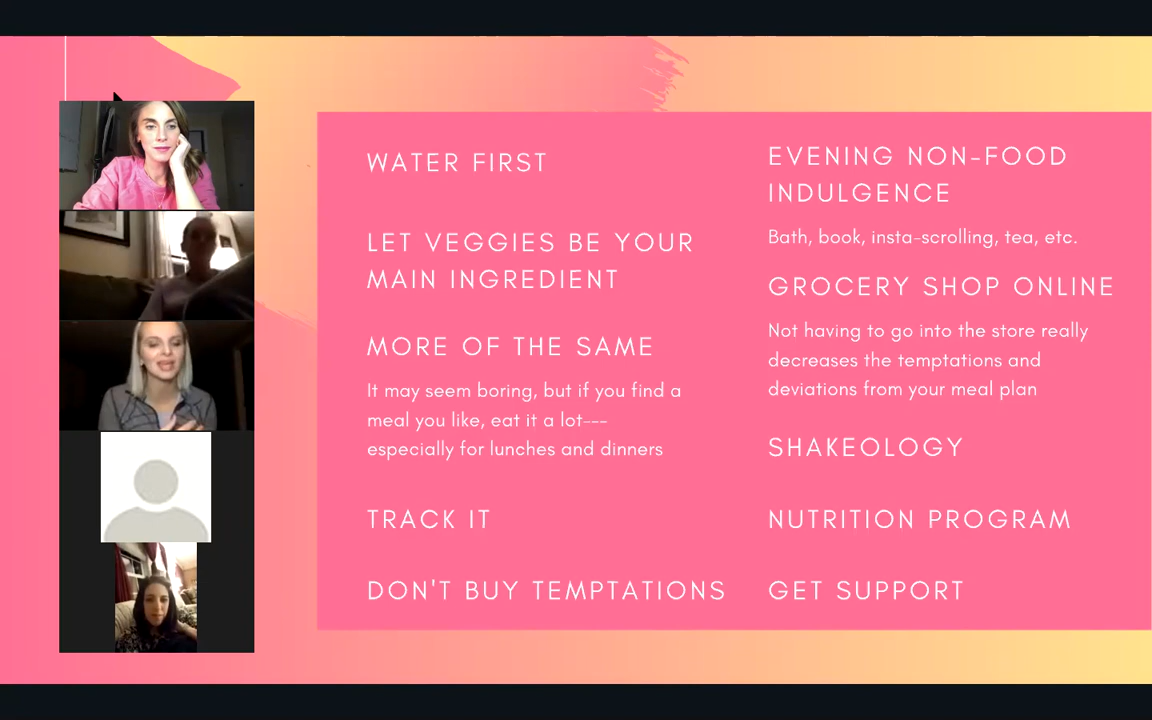 WATER FIRST
LET VEGGIES BE YOUR
MAIN INGREDIENT
MORE OF THE SAME
It may seem boring, but if you find a
meal you like, eat it a lot---
especially for lunches and dinners
TRACK IT
DON'T BUY TEMPTATIONS
EVENING NON-FOOD
INDULGENCE
Bath, book, insta-scrolling, tea, etc.
GROCERY SHOP ONLINE
Not having to go into the store really
decreases the temptations and
deviations from your meal plan
SHAKEOLOGY
NUTRITION PROGRAM
GET SUPPORT